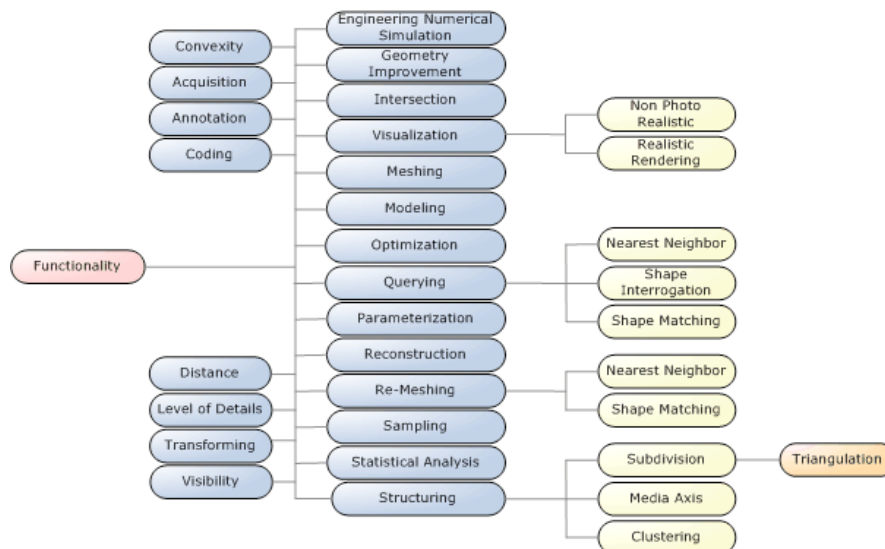 Functionality
Convexity
Acquisition
Annotation
Coding
Distance
Level of Details
Transforming
Visibility
Engineering Numerical
Simulation
Geometry
Improvement
Intersection
Visualization
Meshing
Modeling
Optimization
Querying
Parameterization
Reconstruction
Re-Meshing
Sampling
Statistical Analysis
Structuring
Non Photo
Realistic
Realistic
Rendering
Nearest Neighbor
Shape
Interrogation
Shape Matching
Nearest Neighbor
Shape Matching
Subdivision
Media Axis
Clustering
Triangulation